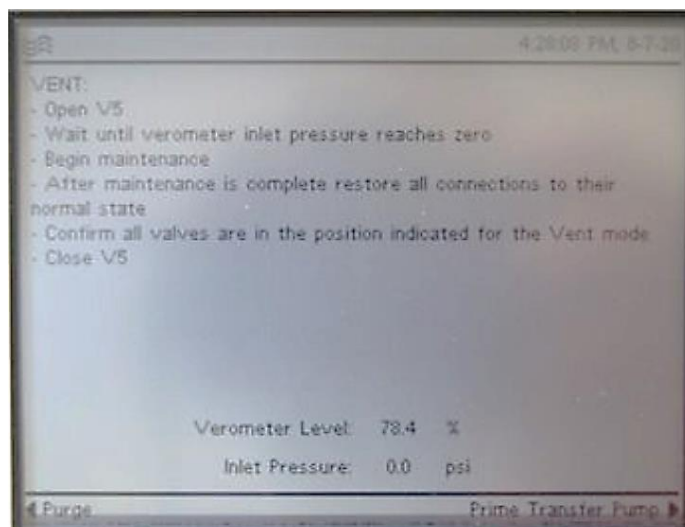 4:28:08 PM, 8-7-20
VENT:
- Open V5
- Wait until verometer inlet pressure reaches zero
- Begin maintenance
- After maintenance is complete restore all connections to their
normal state
- Confirm all valves are in the position indicated for the Vent mode
- Close V5
Verometer Level: 78.4 %
Inlet Pressure: 0.0 psi
Purge Prime Transfer Pump